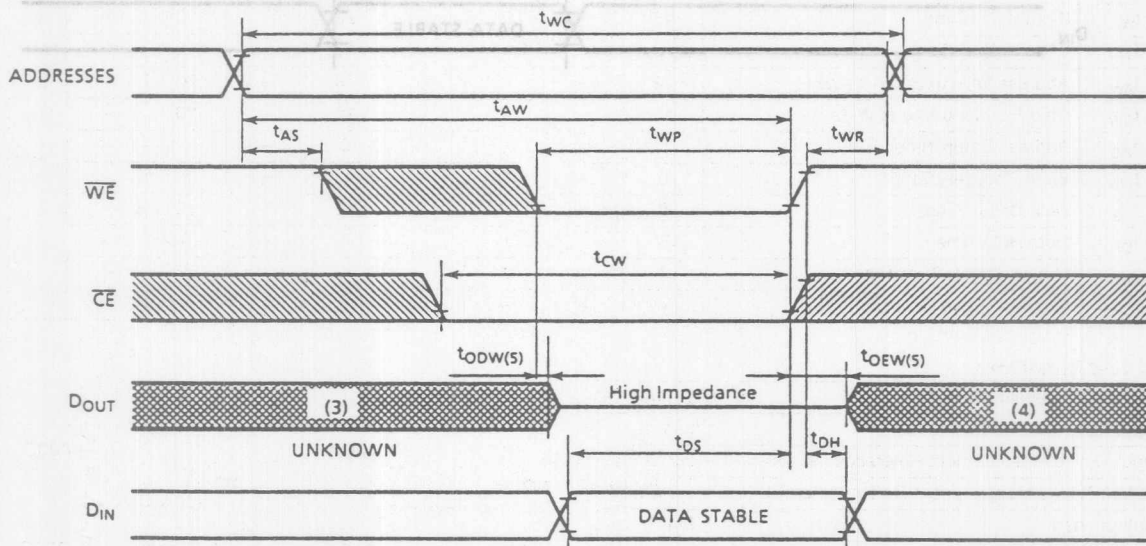 tWC
ADDRESSES
tAW
tAS
tWP
tWR
WE
tCW
CE
tODW(5)
tOEW(5)
DOUT
(3)
High Impedance
(4)
UNKNOWN
tDS
tDH
UNKNOWN
DIN
DATA STABLE